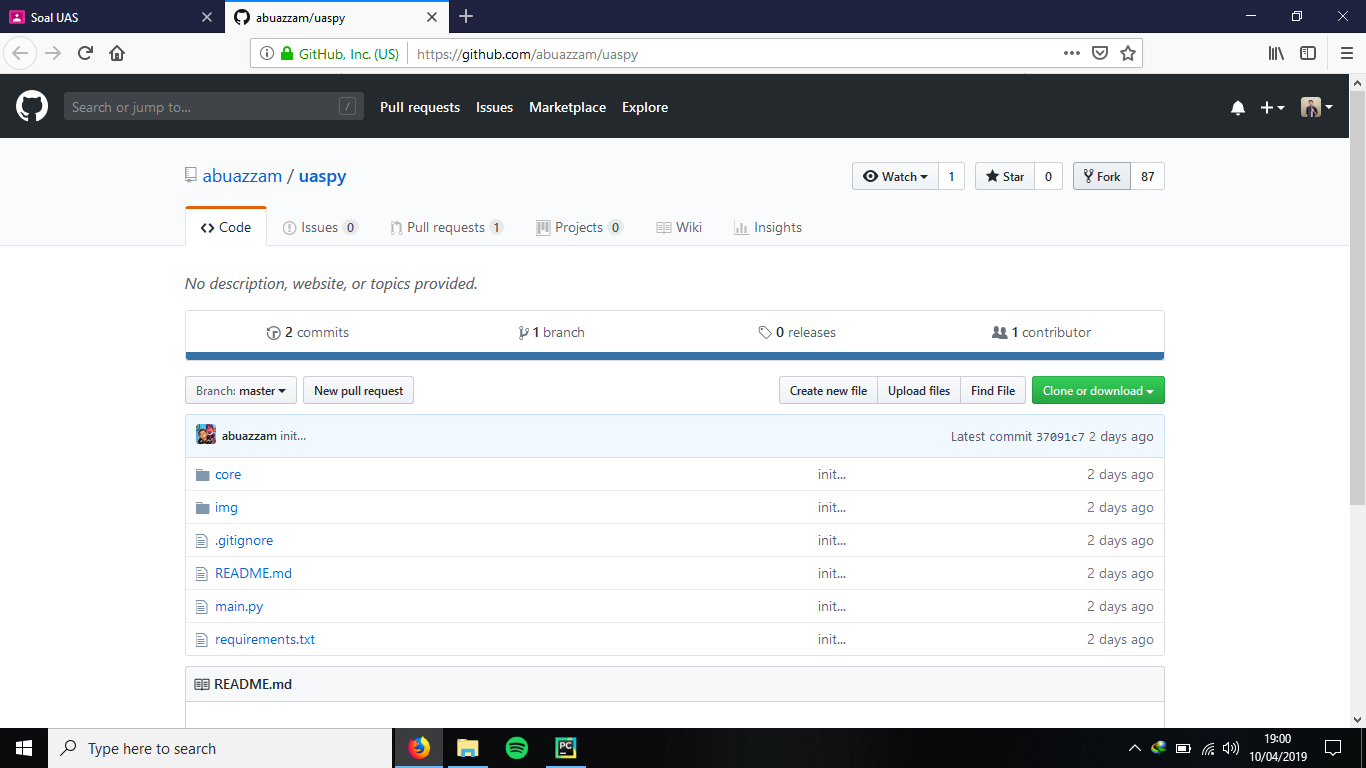 Soal UAS
abuazzam/uaspy
GitHub, Inc. (US)
https://github.com/abuazzam/uaspy
Search or jump to...
/
Pull requests
Issues
Marketplace
Explore
abuazzam / uaspy
Watch 1
Star 0
Fork 87
Code
Issues 0
Pull requests 1
Projects 0
Wiki
Insights
No description, website, or topics provided.
2 commits
1 branch
0 releases
1 contributor
Branch: master
New pull request
Create new file
Upload files
Find File
Clone or download
abuazzam init...
Latest commit 37091c7 2 days ago
core init... 2 days ago
img init... 2 days ago
.gitignore init... 2 days ago
README.md init... 2 days ago
main.py init... 2 days ago
requirements.txt init... 2 days ago
README.md
Type here to search
PC
19:00
10/04/2019